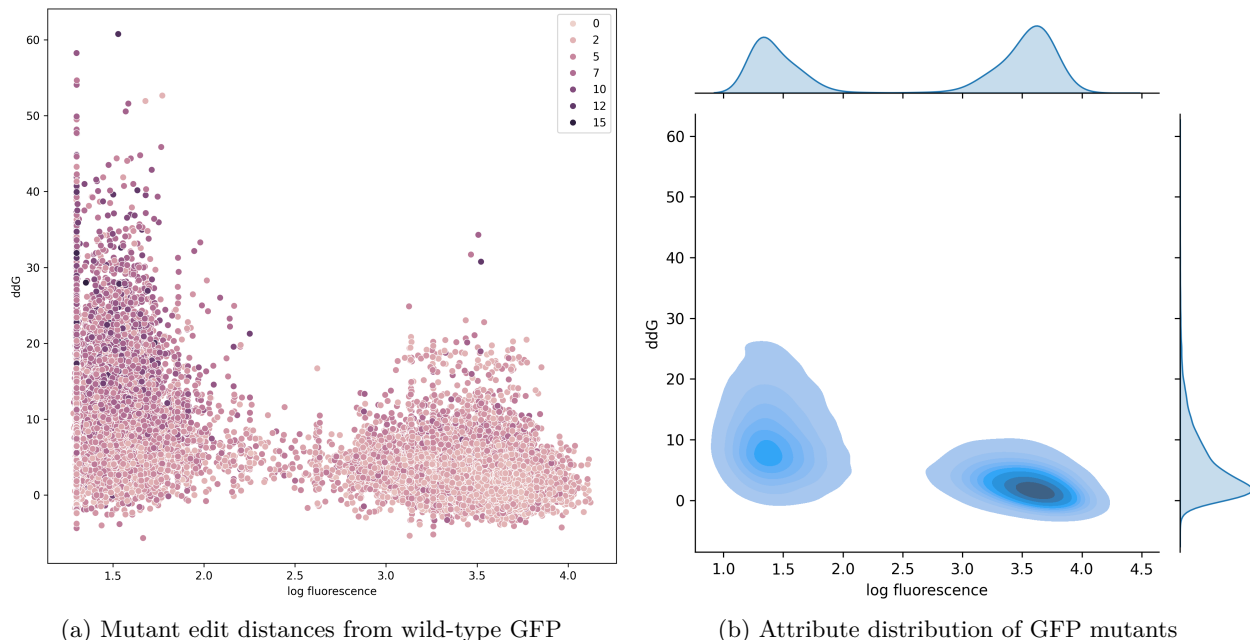 0
2
5
7
10
12
15
60
50
40
30
20
10
0
ddG
1.5 2.0 2.5 3.0 3.5 4.0
log fluorescence
(a) Mutant edit distances from wild-type GFP
60
50
40
30
20
10
0
ddG
1.0 1.5 2.0 2.5 3.0 3.5 4.0 4.5
log fluorescence
(b) Attribute distribution of GFP mutants